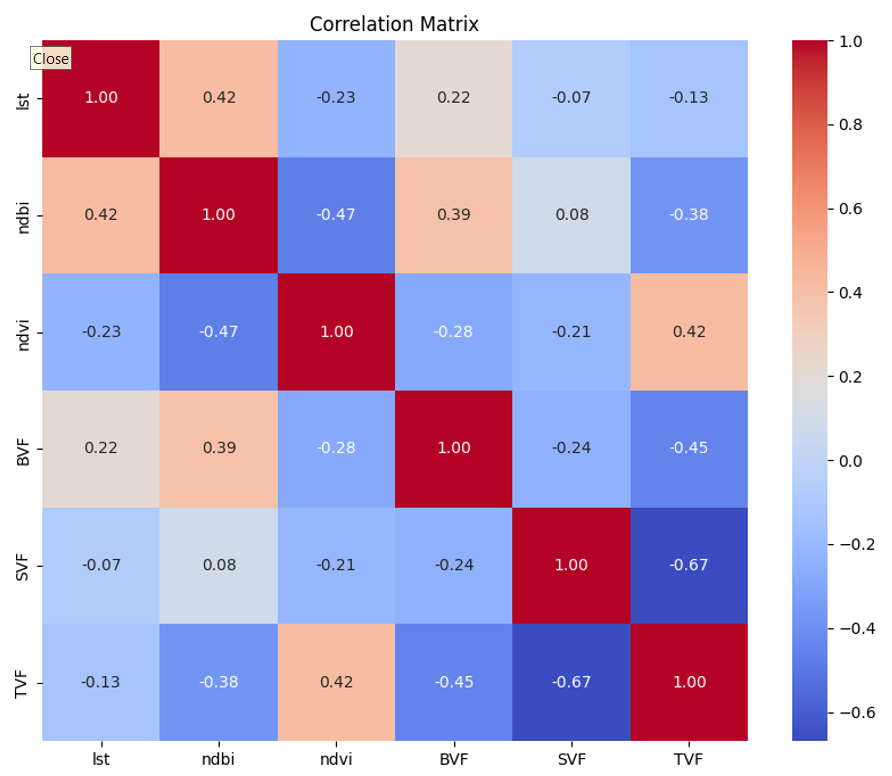 Correlation Matrix
Close
lst 1.00 0.42 -0.23 0.22 -0.07 -0.13
ndbi 0.42 1.00 -0.47 0.39 0.08 -0.38
ndvi -0.23 -0.47 1.00 -0.28 -0.21 0.42
BVF 0.22 0.39 -0.28 1.00 -0.24 -0.45
SVF -0.07 0.08 -0.21 -0.24 1.00 -0.67
TVF -0.13 -0.38 0.42 -0.45 -0.67 1.00
lst ndbi ndvi BVF SVF TVF
1.0
0.8
0.6
0.4
0.2
0.0
−0.2
−0.4
−0.6